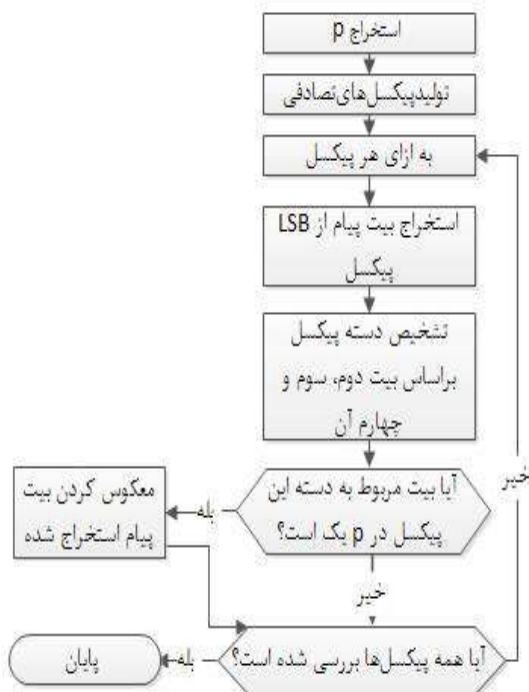 استخراج p
تولیدپیکسل‌های‌تصادفی
به ازای هر پیکسل
استخراج بیت پیام از LSB
پیکسل
تشخیص دسته پیکسل
براساس بیت دوم، سوم و
چهارم آن
خیر
آیا بیت مربوط به دسته این
پیکسل در p یک است؟
بله
معکوس کردن بیت
پیام استخراج شده
خیر
آیا همه پیکسل‌ها بررسی شده است؟
بله
پایان